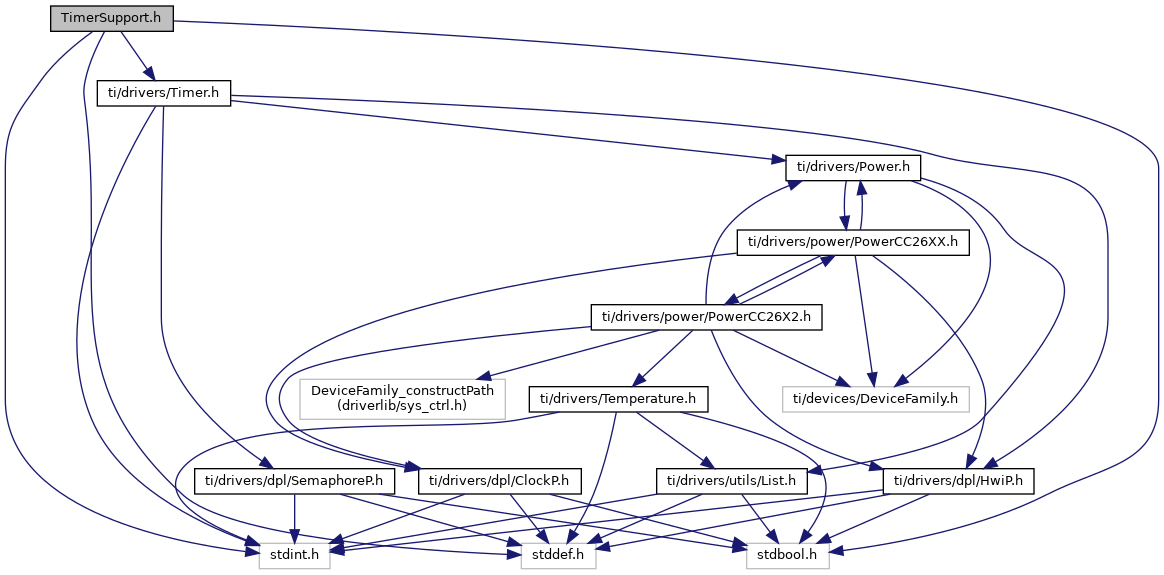 TimerSupport.h
ti/drivers/Timer.h
ti/drivers/Power.h
ti/drivers/power/PowerCC26XX.h
ti/drivers/power/PowerCC26X2.h
DeviceFamily_constructPath
(driverlib/sys_ctrl.h)
ti/drivers/Temperature.h
ti/devices/DeviceFamily.h
ti/drivers/dpl/SemaphoreP.h
ti/drivers/dpl/ClockP.h
ti/drivers/utils/List.h
ti/drivers/dpl/HwiP.h
stdint.h
stddef.h
stdbool.h